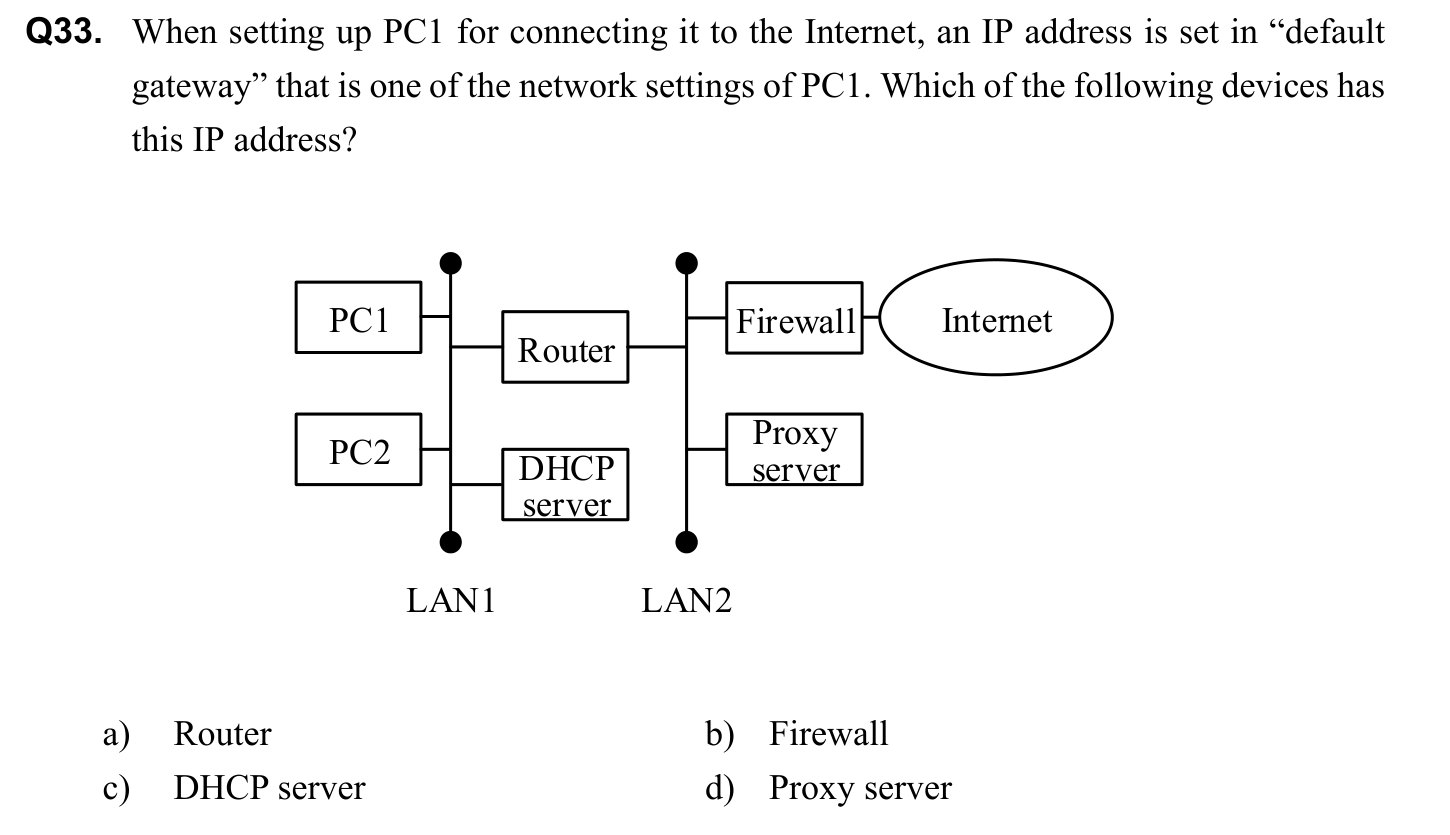 Q33. When setting up PC1 for connecting it to the Internet, an IP address is set in “default
gateway” that is one of the network settings of PC1. Which of the following devices has
this IP address?
PC1
Router
Firewall
Internet
PC2
DHCP
server
Proxy
server
LAN1
LAN2
a) Router
b) Firewall
c) DHCP server
d) Proxy server